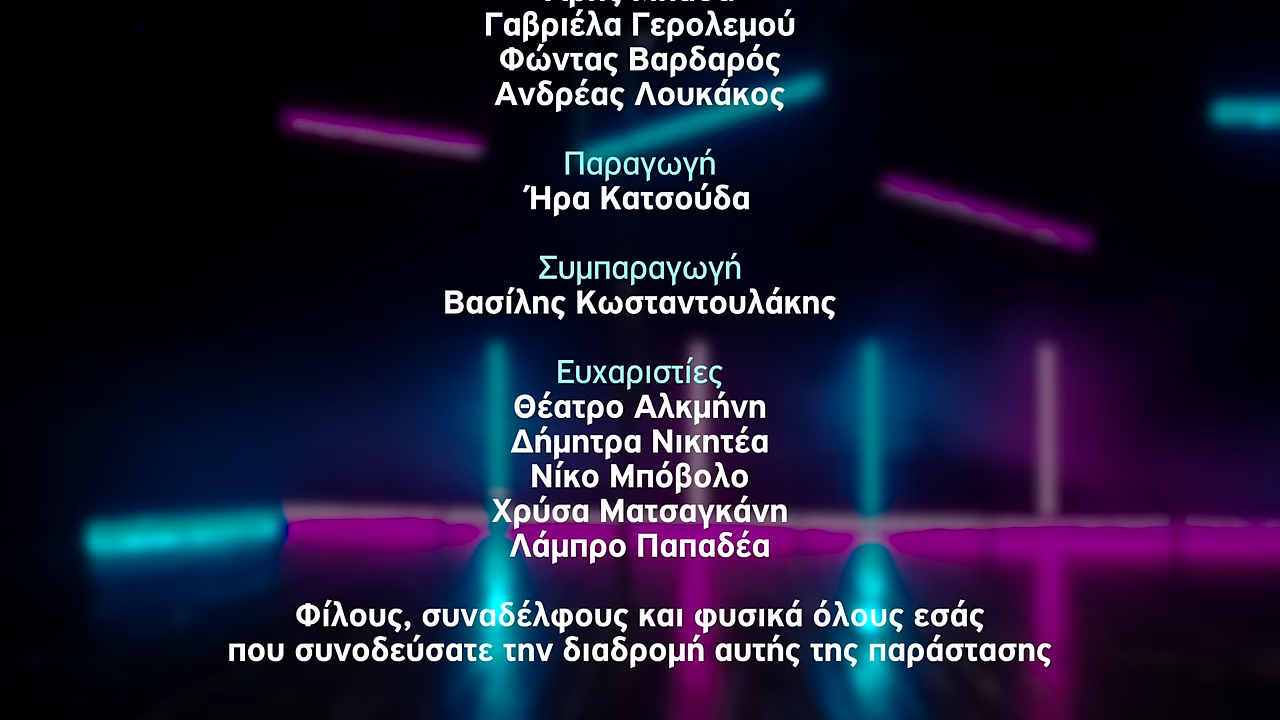 Γαβριέλα Γερολεμού
Φώντας Βαρδαρός
Ανδρέας Λουκάκος
Παραγωγή
Ήρα Κατσούδα
Συμπαραγωγή
Βασίλης Κωσταντουλάκης
Ευχαριστίες
Θέατρο Αλκμήνη
Δήμητρα Νικητέα
Νίκο Μπόβολο
Χρύσα Ματσαγκάνη
Λάμπρο Παπαδέα
Φίλους, συναδέλφους και φυσικά όλους εσάς
που συνοδεύσατε την διαδρομή αυτής της παράστασης